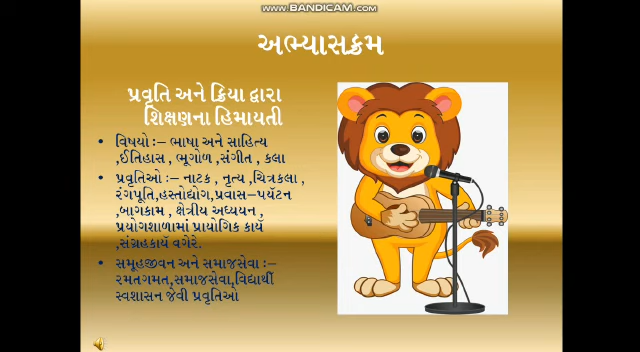 WWW.BANDICAM.COM
અભ્યાસક્રમ
પ્રવૃતિ અને ક્રિયા દ્વારા
શિક્ષણના હિમાયતી
• વિષયો :– ભાષા અને સાહિત્ય
,ઈતિહાસ , ભૂગોળ ,સંગીત , કલા
• પ્રવૃતિઓ :– નાટક , નૃત્ય ,ચિત્રકલા ,
રંગપૂતિ,હસ્તોદ્યોગ,પ્રવાસ–પર્યટન
,બાગકામ , ક્ષેત્રીય અધ્યયન ,
પ્રયોગશાળામાં પ્રાયોગિક કાર્ય
,સંગ્રહકાર્ય વગેરે.
• સમૂહજીવન અને સમાજસેવા :–
રમતગમત,સમાજસેવા,વિદ્યાર્થી
સ્વશાસન જેવી પ્રવૃતિઓ